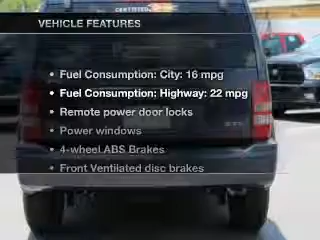 CERTIFIED
VEHICLE FEATURES
• Fuel Consumption: City: 16 mpg
• Fuel Consumption: Highway: 22 mpg
• Remote power door locks
• Power windows
• 4-wheel ABS Brakes
• Front Ventilated disc brakes